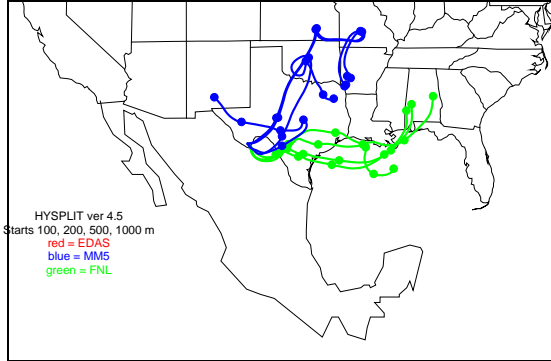 HYSPLIT ver 4.5
Starts 100, 200, 500, 1000 m
red = EDAS
blue = MM5
green = FNL